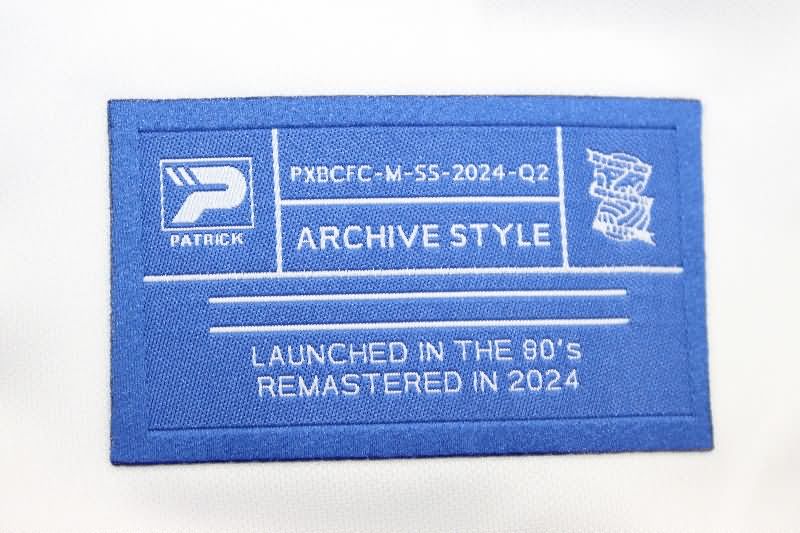 PXBCFC-M-SS-2024-Q2
PATRICK
ARCHIVE STYLE
LAUNCHED IN THE 80's
REMASTERED IN 2024